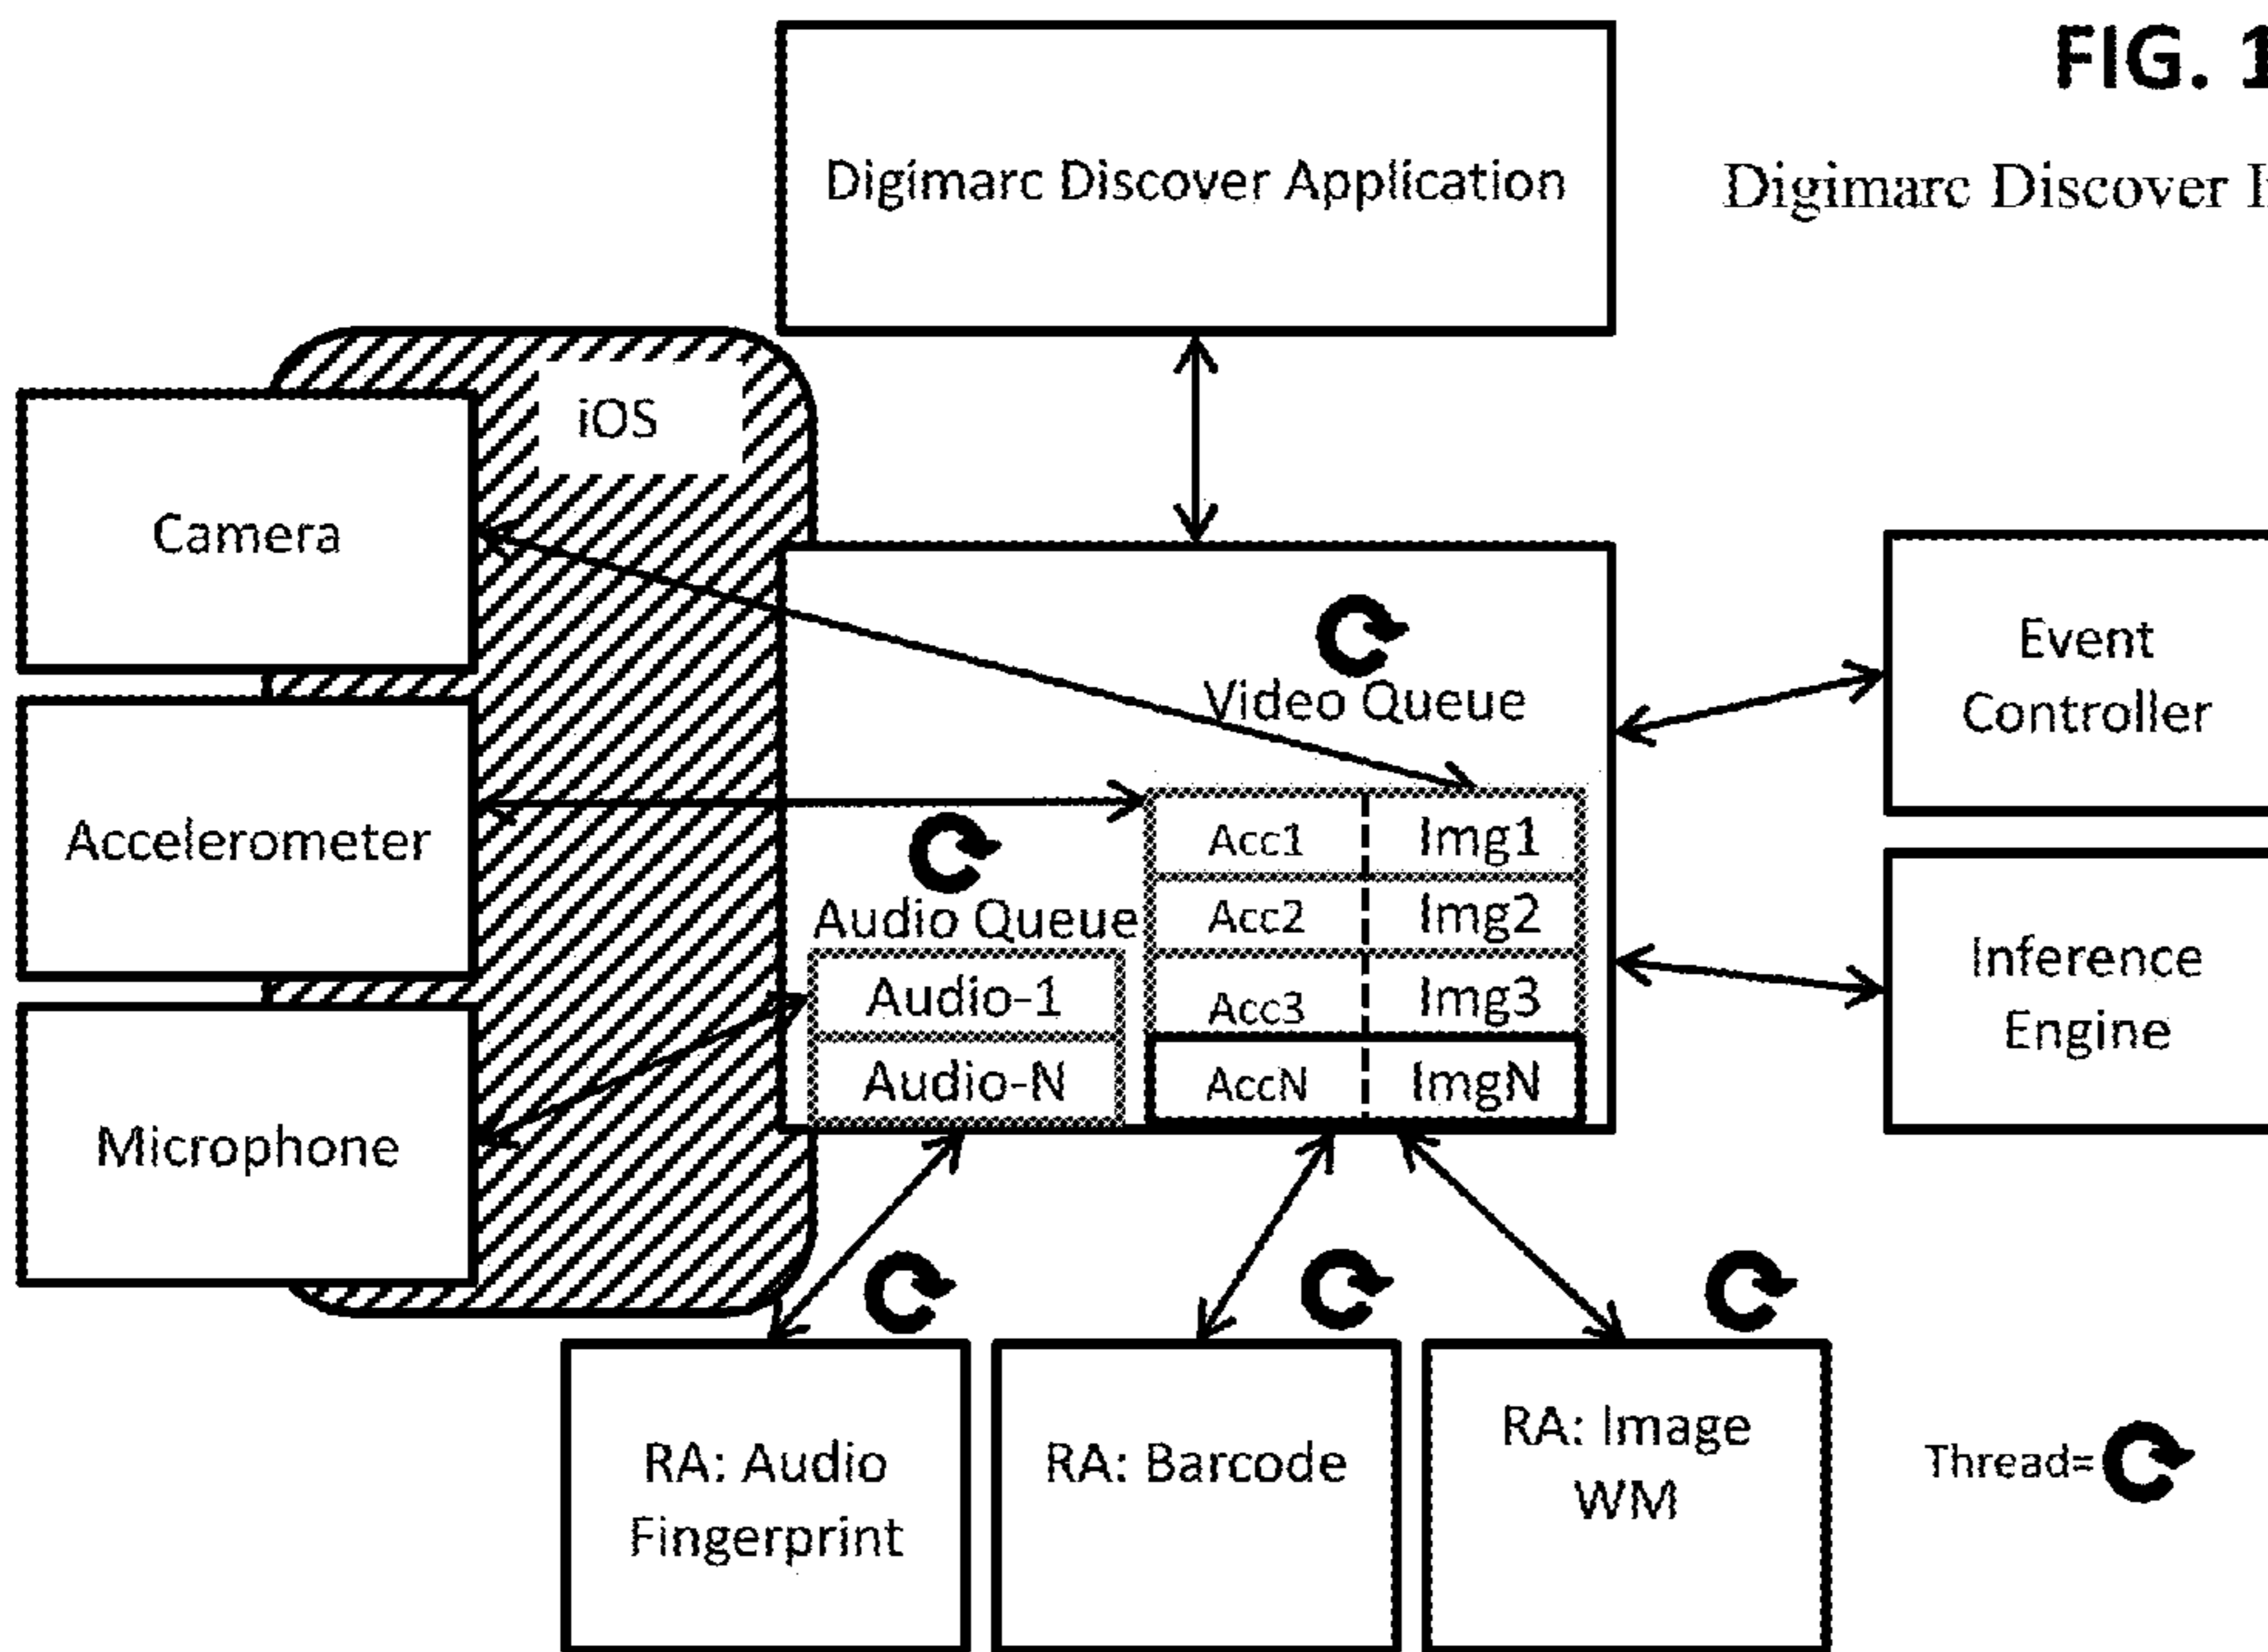 FIG. 1
Digimarc Discover Application
Digimarc Discover
iOS
Camera
Event
Controller
Video Queue
Accelerometer
Acc1 Img1
Audio Queue
Acc2 Img2
Audio-1
Acc3 Img3
Audio-N
AccN ImgN
Inference
Engine
Microphone
RA: Audio
Fingerprint
RA: Barcode
RA: Image
WM
Thread=